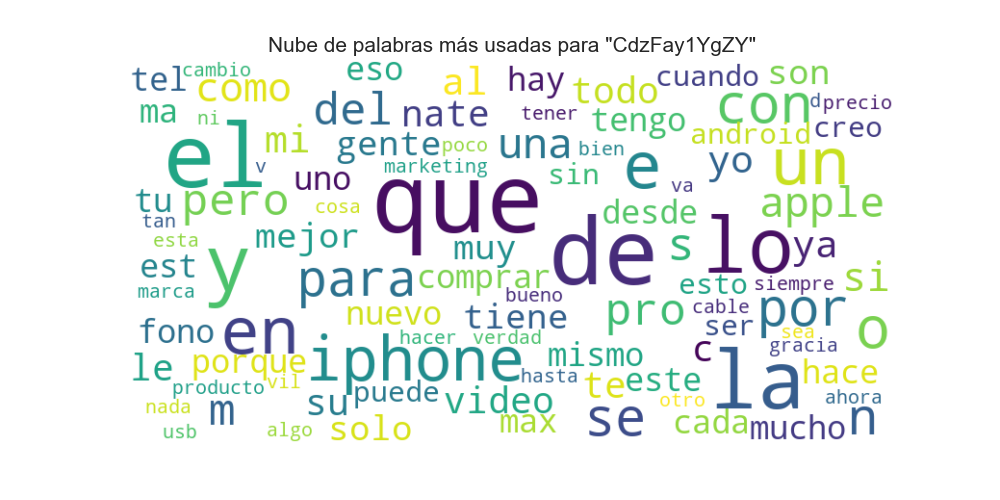 Nube de palabras más usadas para "CdzFay1YgZY"
tel cambio eso al hay cuando son
como todo d precio
ma ni del nate tener tengo con creo
el mi gente poco una bien android
v marketing e yo un
tu pero uno que sin va apple
tan cosa desde
esta mejor muy de s lo ya
est y para comprar esto siempre si
marca bueno
fono en nuevo tiene pro cable por
hacer verdad ser sea o
le porque iphone mismo c gracia
producto vil hasta te este la hace
nada m su puede video otro ahora
usb algo solo max se cada mucho n